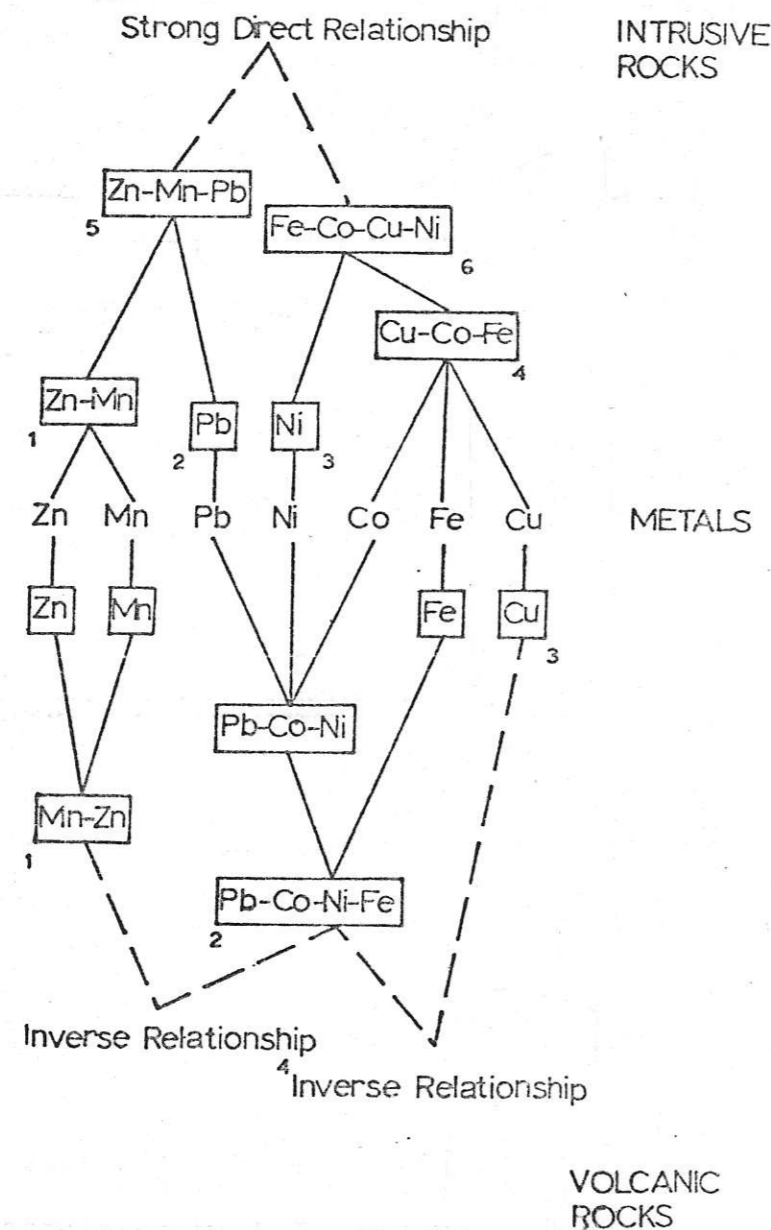 Strong Direct Relationship
INTRUSIVE
ROCKS
Zn-Mn-Pb
5
Fe-Co-Cu-Ni
6
Cu-Co-Fe
4
Zn-Mn
1
Pb
2
Ni
3
Zn Mn Pb Ni Co Fe Cu
METALS
Zn
Mn
Fe
Cu
3
Pb-Co-Ni
Mn-Zn
1
Pb-Co-Ni-Fe
2
Inverse Relationship
4
Inverse Relationship
VOLCANIC
ROCKS